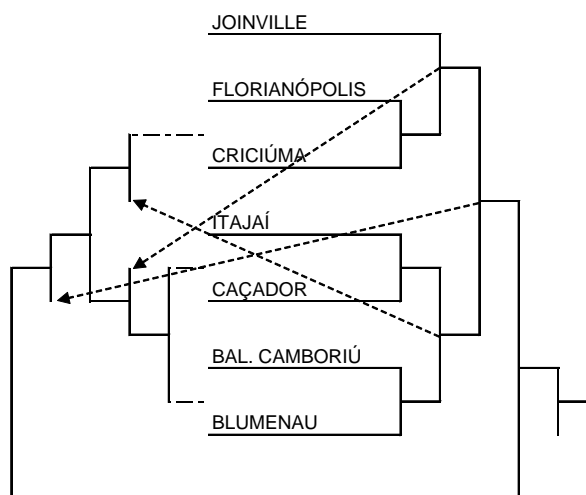 JOINVILLE
FLORIANÓPOLIS
CRICIÚMA
ITAJAÍ
CAÇADOR
BAL. CAMBORIÚ
BLUMENAU